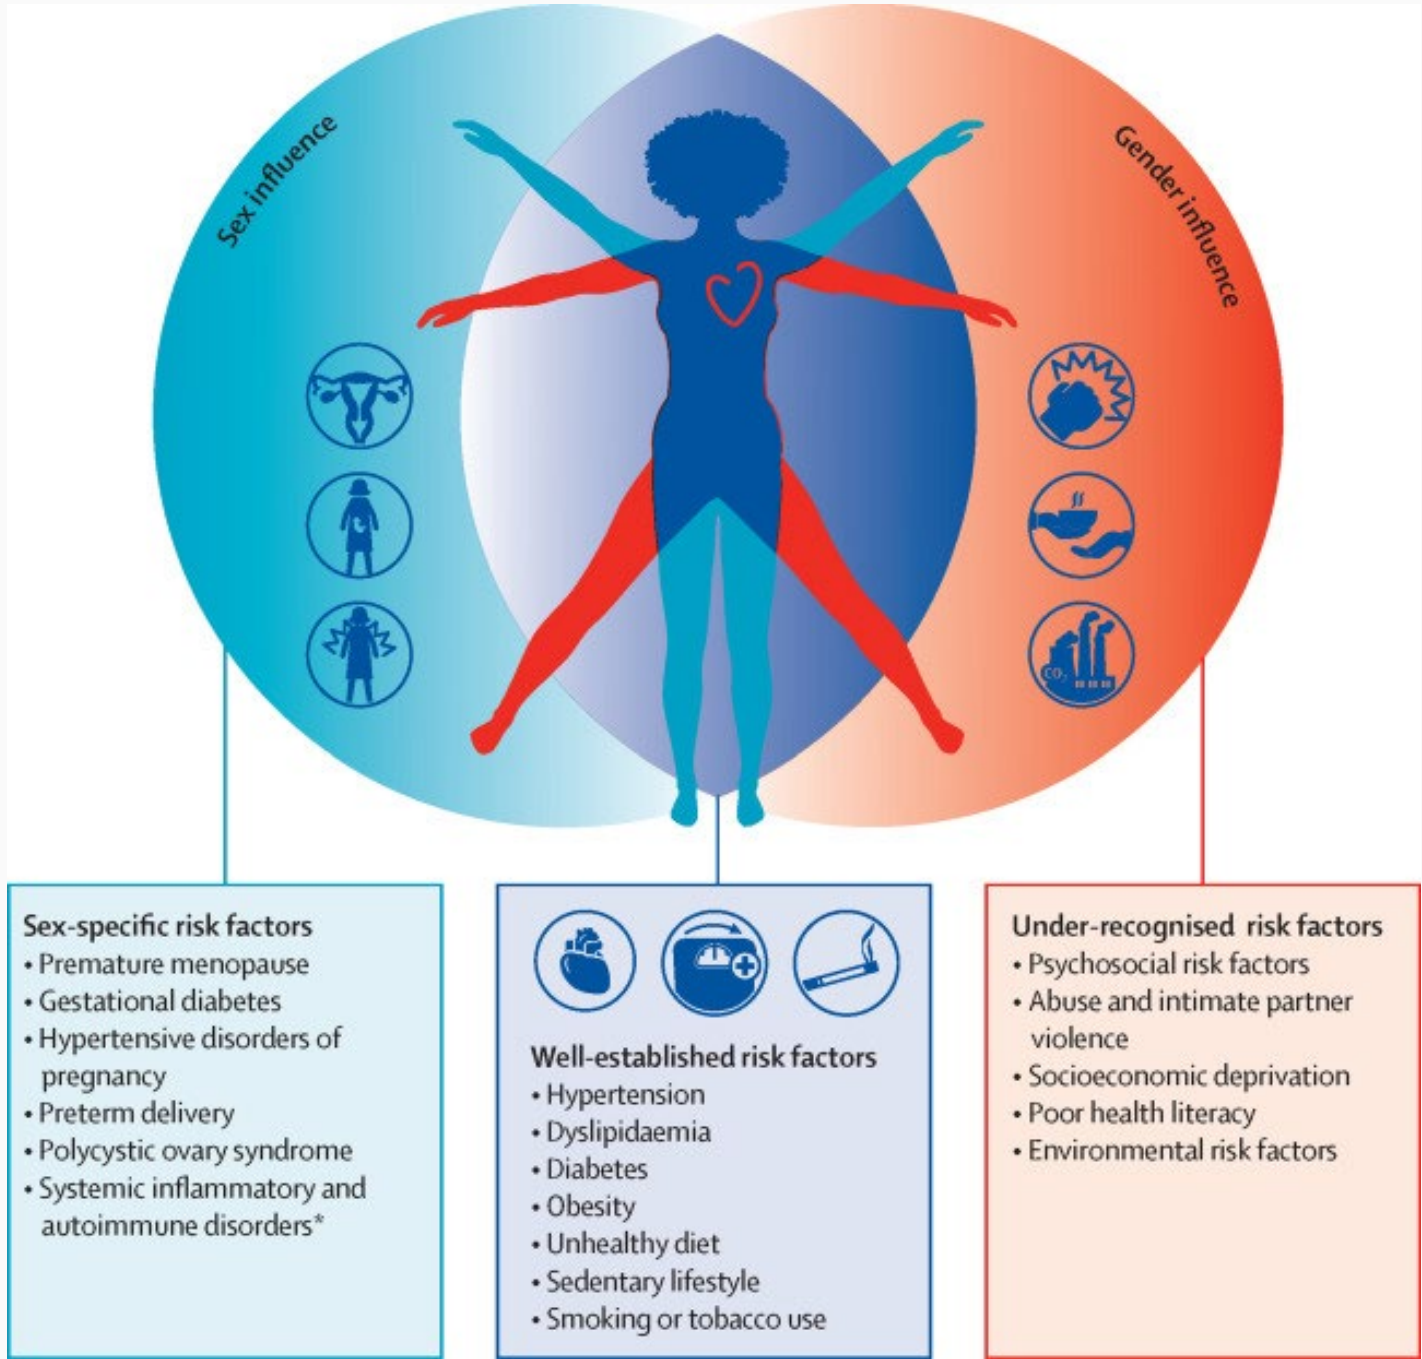 Sex influence
Gender influence
CO2
Sex-specific risk factors
• Premature menopause
• Gestational diabetes
• Hypertensive disorders of
pregnancy
• Preterm delivery
• Polycystic ovary syndrome
• Systemic inflammatory and
autoimmune disorders*
Well-established risk factors
• Hypertension
• Dyslipidaemia
• Diabetes
• Obesity
• Unhealthy diet
• Sedentary lifestyle
• Smoking or tobacco use
Under-recognised risk factors
• Psychosocial risk factors
• Abuse and intimate partner
violence
• Socioeconomic deprivation
• Poor health literacy
• Environmental risk factors